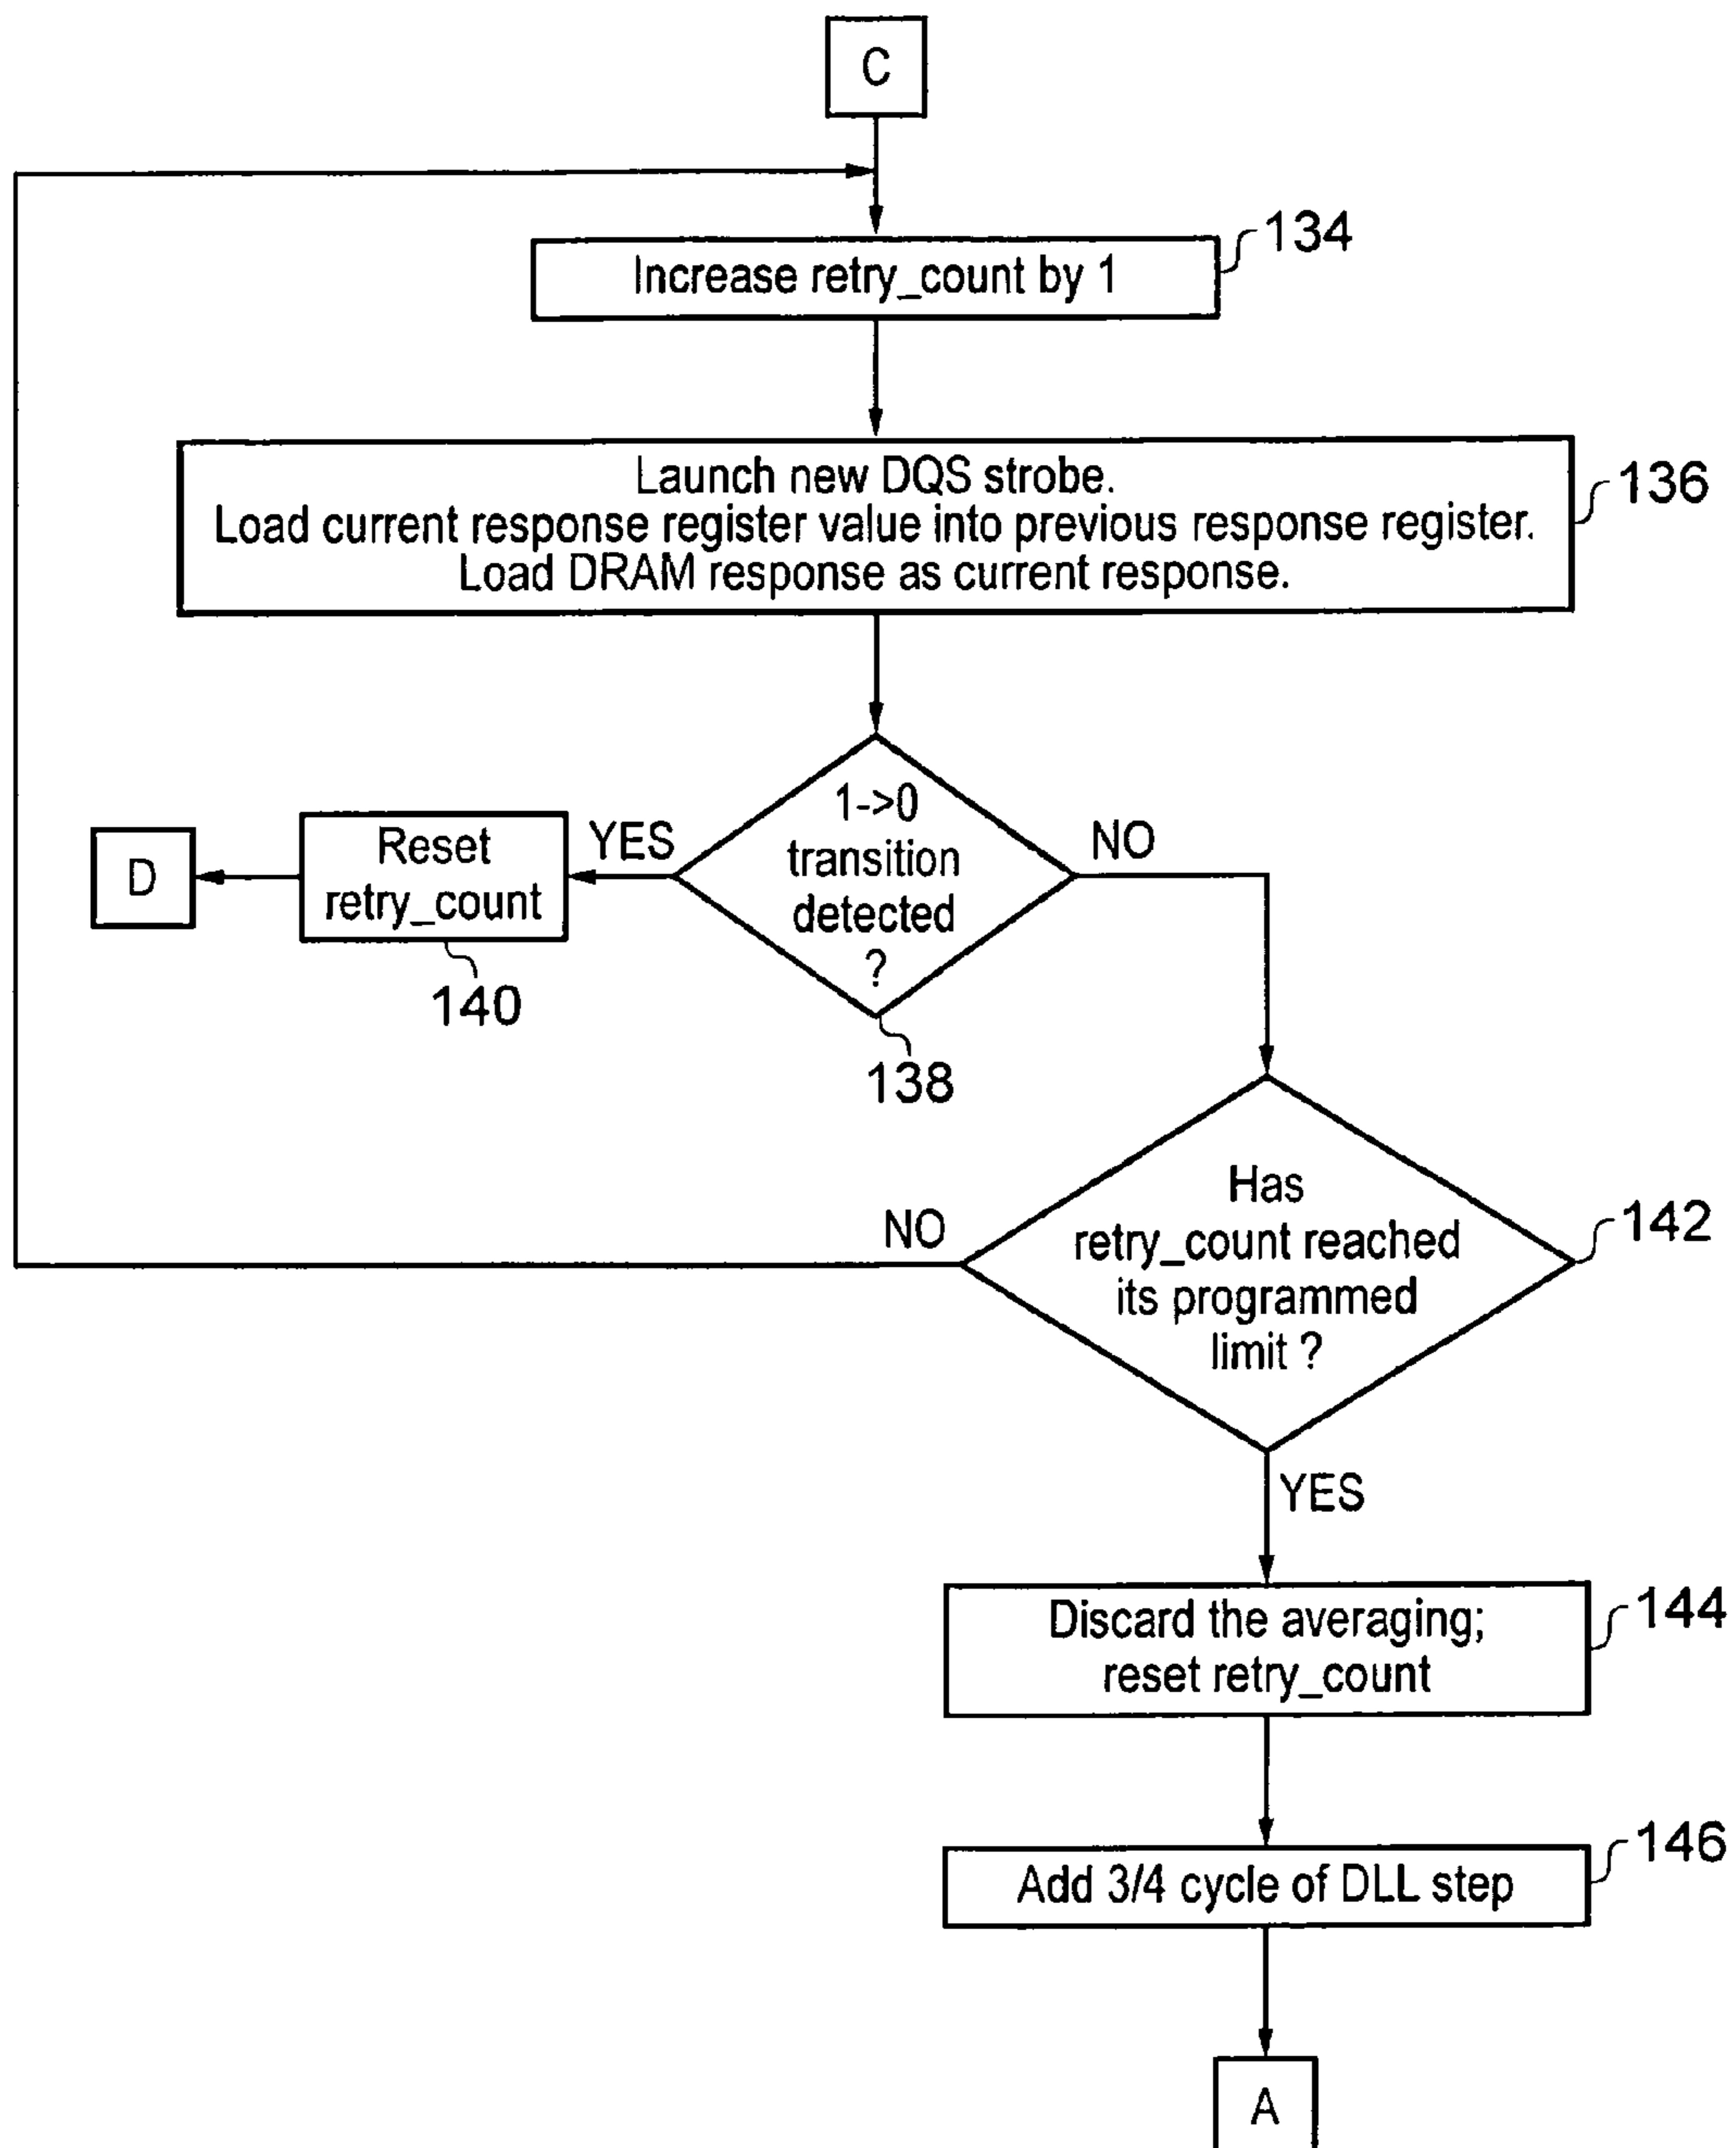 C
134
Increase retry_count by 1
136
Launch new DQS strobe.
Load current response register value into previous response register.
Load DRAM response as current response.
1->0
transition
detected
?
138
YES
NO
Reset
retry_count
140
D
Has
retry_count reached
its programmed
limit ?
142
NO
YES
Discard the averaging;
reset retry_count
144
Add 3/4 cycle of DLL step
146
A